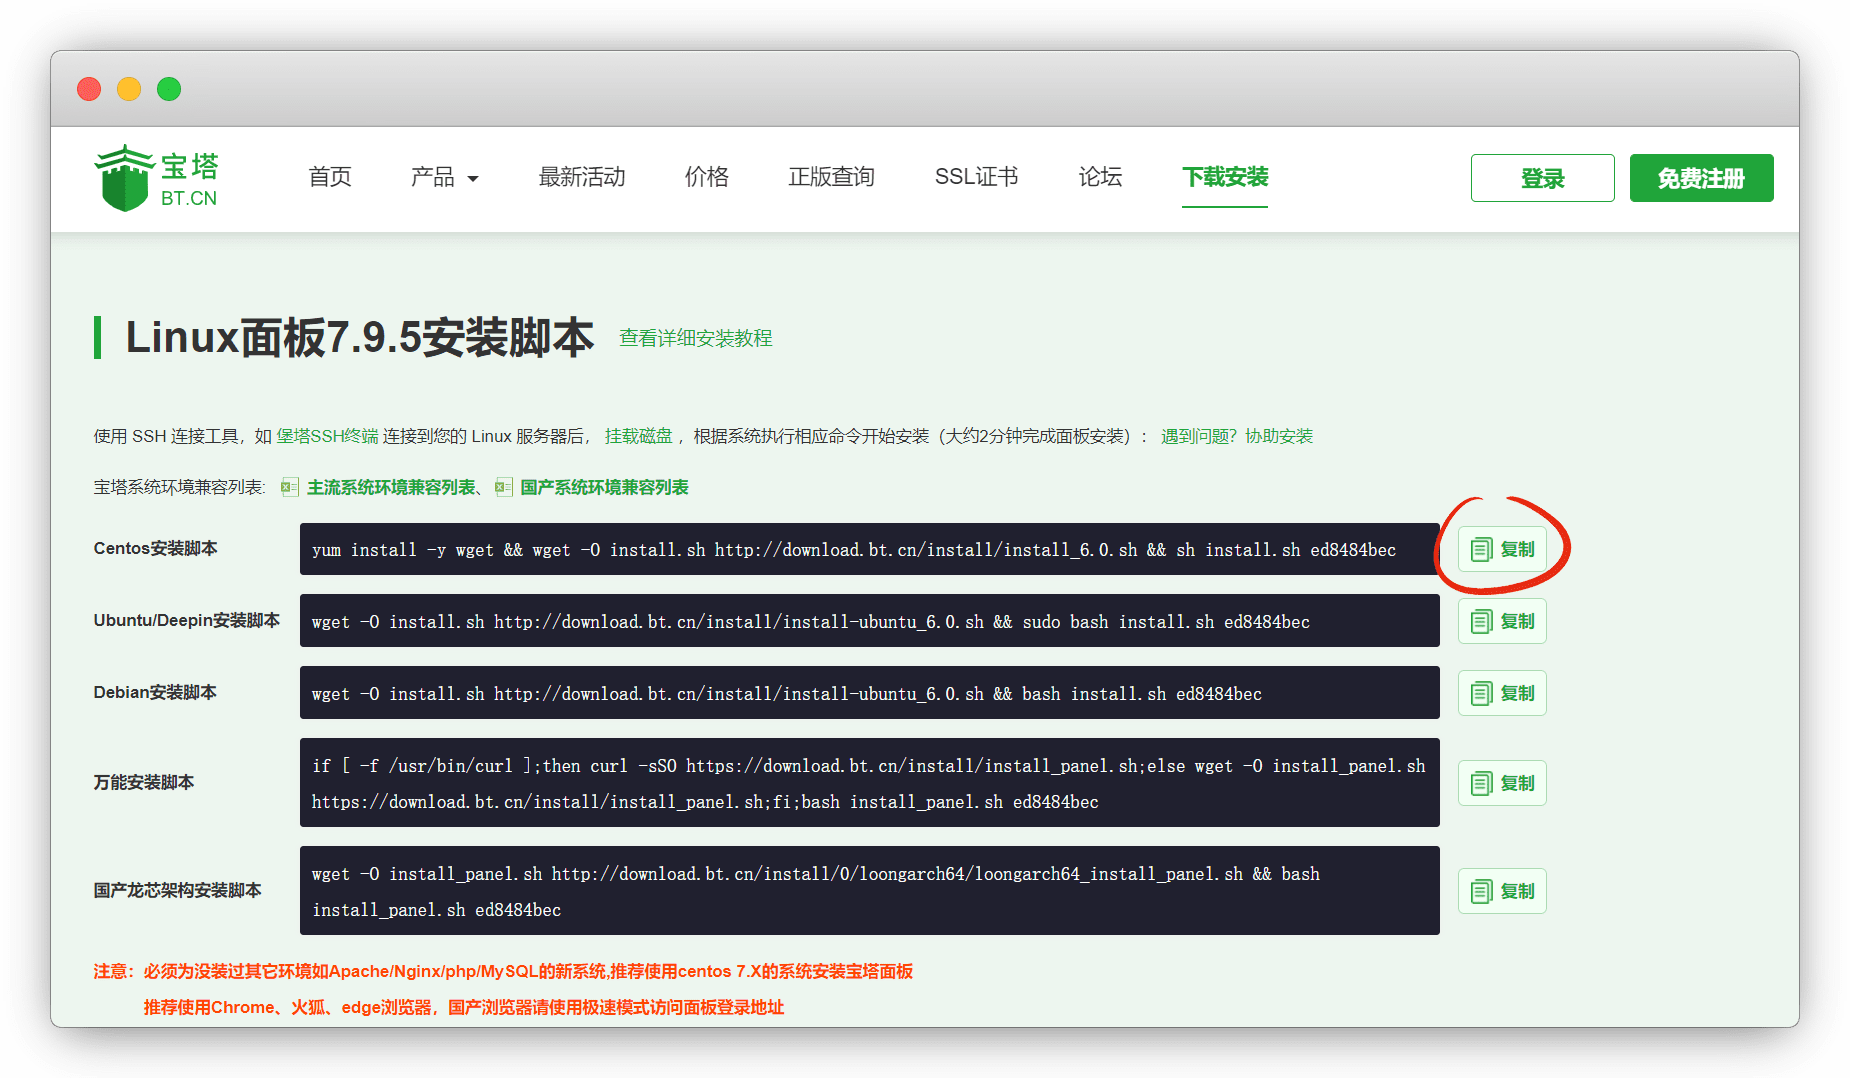 宝塔
BT.CN
首页 产品 最新活动 价格 正版查询 SSL证书 论坛 下载安装 登录 免费注册
Linux面板7.9.5安装脚本 查看详细安装教程
使用 SSH 连接工具，如 堡塔SSH终端 连接到您的 Linux 服务器后， 挂载磁盘 ，根据系统执行相应命令开始安装（大约2分钟完成面板安装）： 遇到问题？协助安装
宝塔系统环境兼容列表: 主流系统环境兼容列表、 国产系统环境兼容列表
Centos安装脚本 yum install -y wget && wget -O install.sh http://download.bt.cn/install/install_6.0.sh && sh install.sh ed8484bec 复制
Ubuntu/Deepin安装脚本 wget -O install.sh http://download.bt.cn/install/install-ubuntu_6.0.sh && sudo bash install.sh ed8484bec 复制
Debian安装脚本 wget -O install.sh http://download.bt.cn/install/install-ubuntu_6.0.sh && bash install.sh ed8484bec 复制
万能安装脚本 if [ -f /usr/bin/curl ];then curl -sSO https://download.bt.cn/install/install_panel.sh;else wget -O install_panel.sh
https://download.bt.cn/install/install_panel.sh;fi;bash install_panel.sh ed8484bec 复制
国产龙芯架构安装脚本 wget -O install_panel.sh http://download.bt.cn/install/0/loongarch64/loongarch64_install_panel.sh && bash
install_panel.sh ed8484bec 复制
注意：必须为没装过其它环境如Apache/Nginx/php/MySQL的新系统,推荐使用centos 7.X的系统安装宝塔面板
推荐使用Chrome、火狐、edge浏览器，国产浏览器请使用极速模式访问面板登录地址